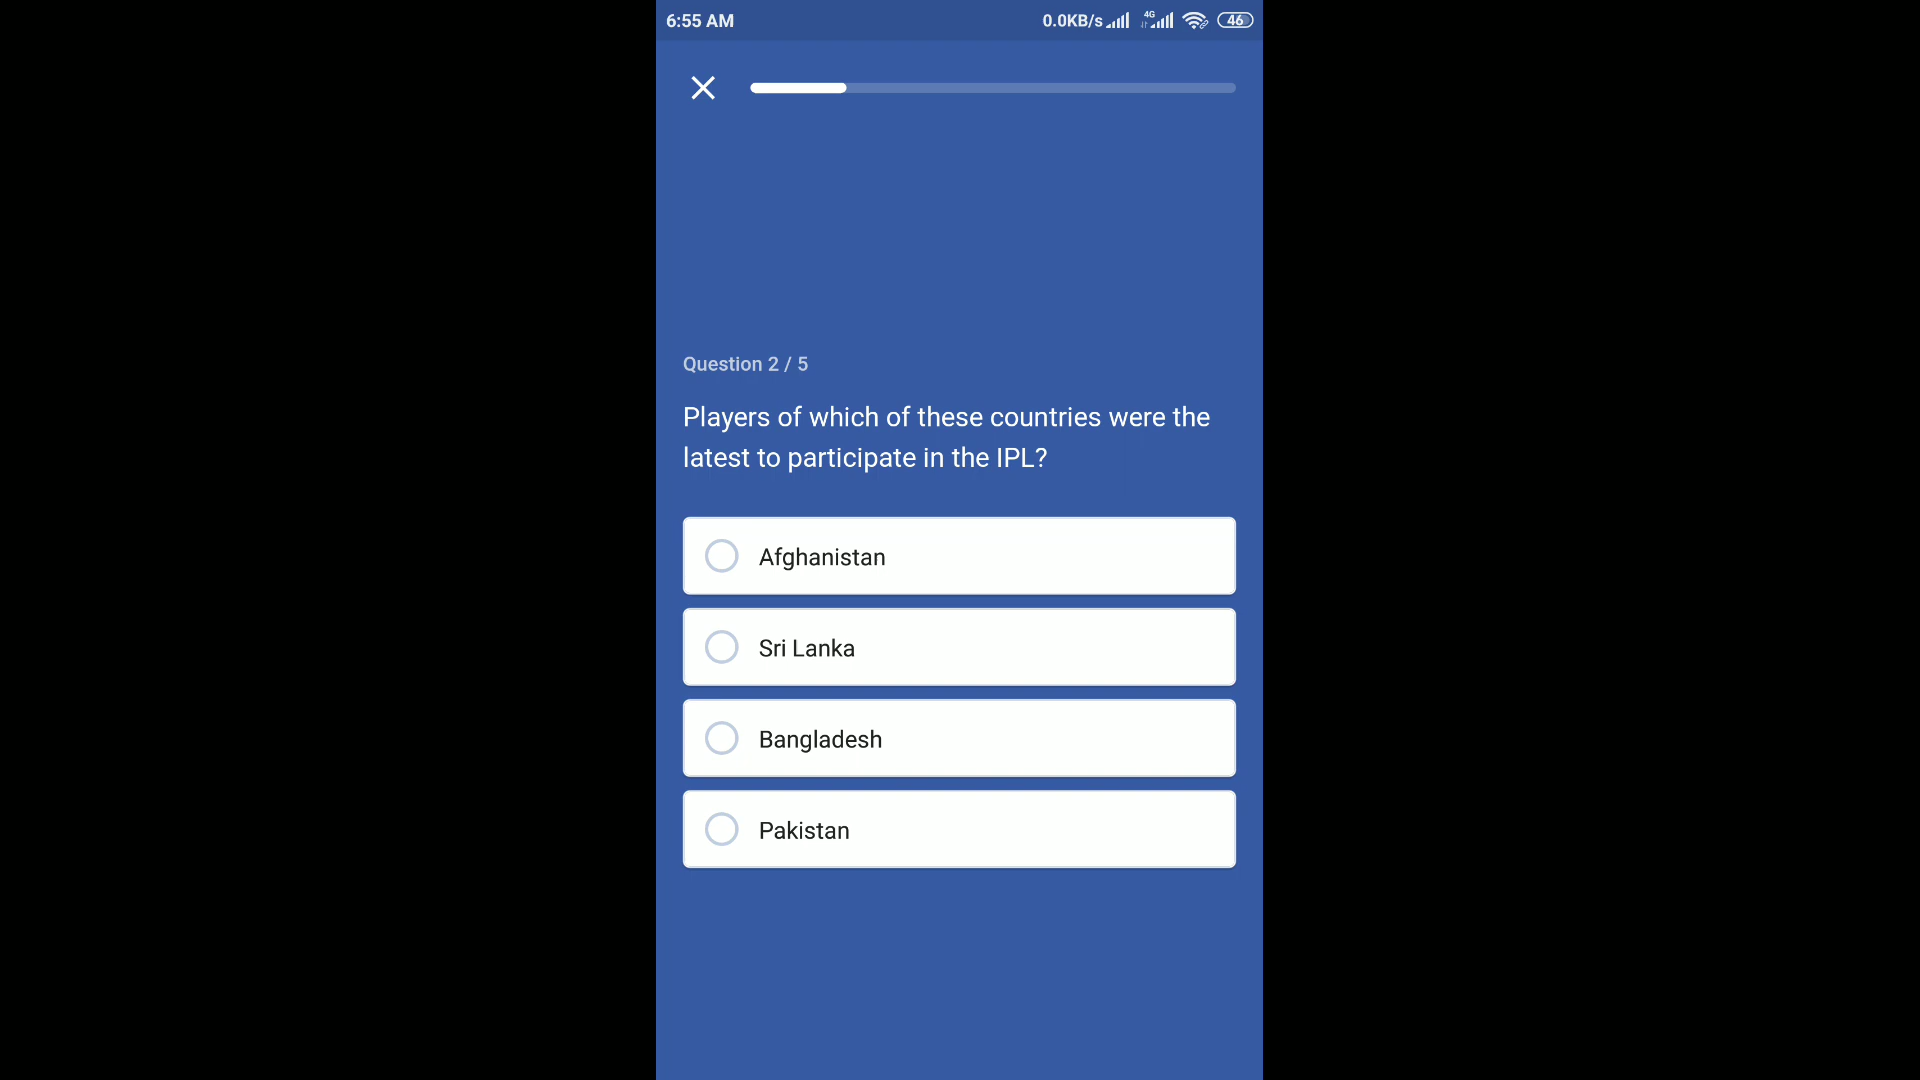 6:55 AM
0.0KB/s
4G
46
Question 2 / 5
Players of which of these countries were the
latest to participate in the IPL?
Afghanistan
Sri Lanka
Bangladesh
Pakistan